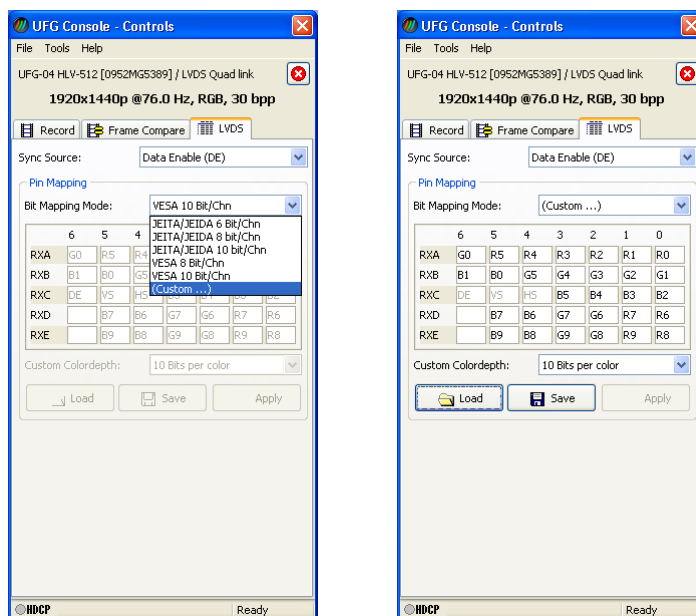 UFG Console - Controls
File Tools Help
UFG-04 HLV-512 [0952MG5389] / LVDS Quad link
1920x1440p @76.0 Hz, RGB, 30 bpp
Record Frame Compare LVDS
Sync Source: Data Enable (DE)
Pin Mapping
Bit Mapping Mode: VESA 10 Bit/Chn
JEITA/JEIDA 6 Bit/Chn
JEITA/JEIDA 8 bit/Chn
JEITA/JEIDA 10 bit/Chn
VESA 8 Bit/Chn
VESA 10 Bit/Chn
(Custom ...)
6 5 4
RXA G0 R5 R4
RXB B1 B0 G5
RXC DE VS HS B5 B4 B3 B2
RXD B7 B6 G7 G6 R7 R6
RXE B9 B8 G9 G8 R9 R8
Custom Colordepth: 10 Bits per color
Load Save Apply
HDCP Ready
UFG Console - Controls
File Tools Help
UFG-04 HLV-512 [0952MG5389] / LVDS Quad link
1920x1440p @76.0 Hz, RGB, 30 bpp
Record Frame Compare LVDS
Sync Source: Data Enable (DE)
Pin Mapping
Bit Mapping Mode: (Custom ...)
6 5 4 3 2 1 0
RXA G0 R5 R4 R3 R2 R1 R0
RXB B1 B0 G5 G4 G3 G2 G1
RXC DE VS HS B5 B4 B3 B2
RXD B7 B6 G7 G6 R7 R6
RXE B9 B8 G9 G8 R9 R8
Custom Colordepth: 10 Bits per color
Load Save Apply
HDCP Ready